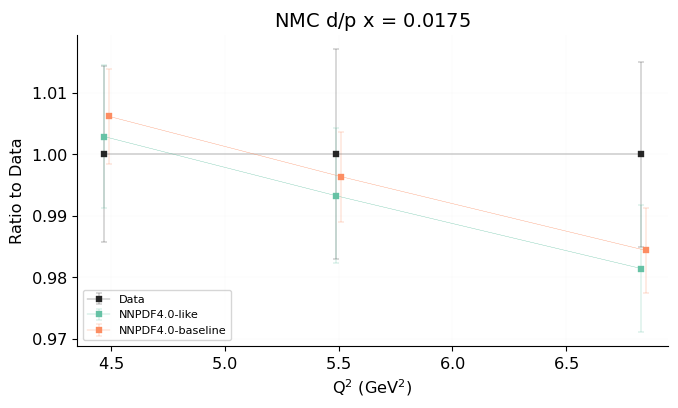 NMC d/p x = 0.0175
Ratio to Data
1.01
1.00
0.99
0.98
0.97
Data
NNPDF4.0-like
NNPDF4.0-baseline
4.5 5.0 5.5 6.0 6.5
Q² (GeV²)